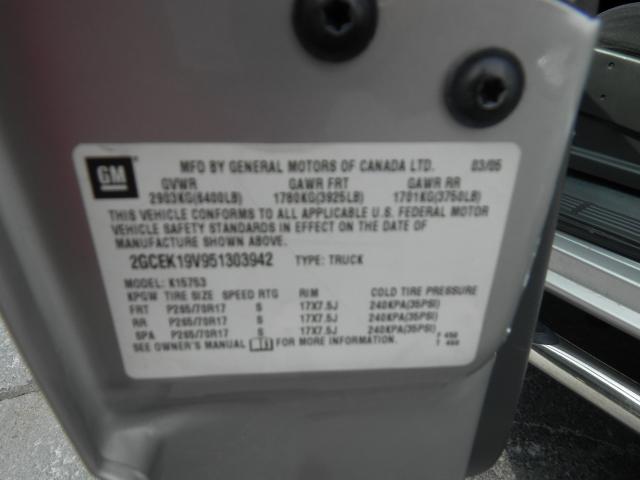 GM MFD BY GENERAL MOTORS OF CANADA LTD. 03/05
GVWR GAWR FRT GAWR RR
2903KG(6400LB) 1780KG(3925LB) 1701KG(3750LB)
THIS VEHICLE CONFORMS TO ALL APPLICABLE U.S. FEDERAL MOTOR
VEHICLE SAFETY STANDARDS IN EFFECT ON THE DATE OF
MANUFACTURE SHOWN ABOVE.
2GCEK19V951303942 TYPE: TRUCK
MODEL: K15753
KPGW TIRE SIZE SPEED RTG RIM COLD TIRE PRESSURE
FRT P265/70R17 S 17X7.5J 240KPA(35PSI)
RR P265/70R17 S 17X7.5J 240KPA(35PSI)
SPA P265/70R17 S 17X7.5J 240KPA(35PSI)
SEE OWNER'S MANUAL FOR MORE INFORMATION.